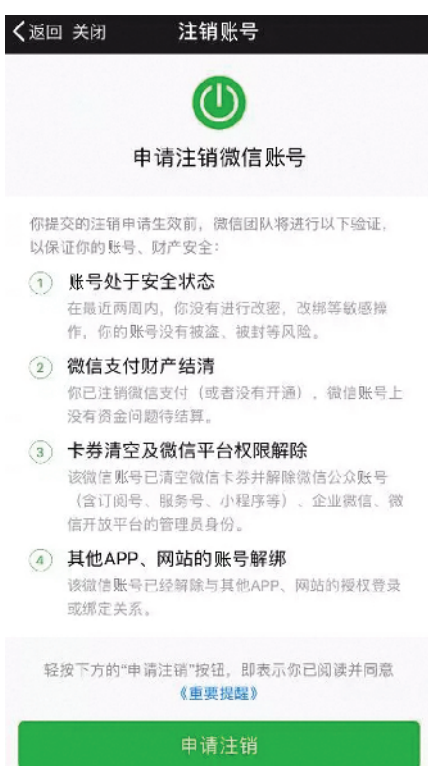 返回 关闭 注销账号
申请注销微信账号
你提交的注销申请生效前，微信团队将进行以下验证，
以保证你的账号、财产安全：
1 账号处于安全状态
在最近两周内，你没有进行改密，改绑等敏感操
作，你的账号没有被盗、被封等风险。
2 微信支付财产结清
你已注销微信支付（或者没有开通），微信账号上
没有资金问题待结算。
3 卡券清空及微信平台权限解除
该微信账号已清空微信卡券并解除微信公众账号
（含订阅号、服务号、小程序等）、企业微信、微
信开放平台的管理员身份。
4 其他APP、网站的账号解绑
该微信账号已经解除与其他APP、网站的授权登录
或绑定关系。
轻按下方的“申请注销”按钮，即表示你已阅读并同意
《重要提醒》
申请注销